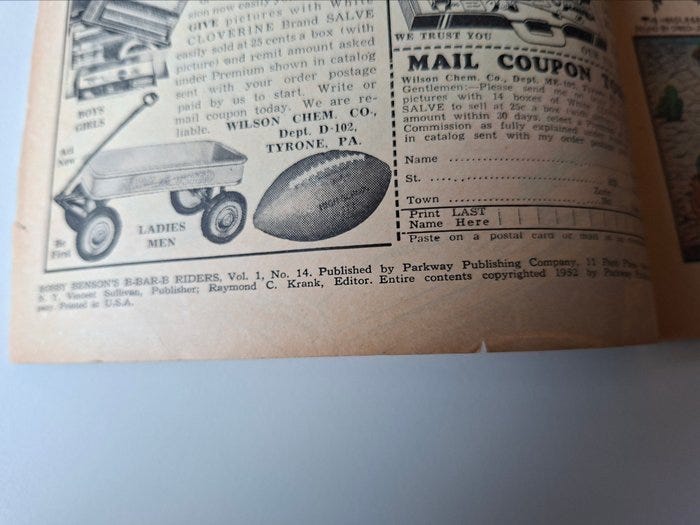 GIVE pictures with White
CLOVERINE Brand SALVE
easily sold at 25 cents a box (with
picture) and remit amount asked
under Premium shown in catalog
sent with your order postage
paid by us to start. Write or
mail coupon today. We are re-
liable. WILSON CHEM. CO.,
Dept. D-102,
TYRONE, PA.
BOYS
GIRLS
All
New
Be
First
LADIES
MEN
WE TRUST YOU
MAIL COUPON
Wilson Chem. Co., Dept.
Gentlemen:—Please send me
pictures with 14 boxes of White
SALVE to sell at 25c a box
amount within 30 days, select a
Commission as fully explained under
in catalog sent with my order
Name
St.
Town
Print LAST
Name Here
Paste on a postal card or mail in
BOBBY BENSON'S B-BAR-B RIDERS, Vol. 1, No. 14. Published by Parkway Publishing Company, 11
N. Y. Vincent Sullivan, Publisher; Raymond C. Krank, Editor. Entire contents copyrighted 1952 by Parkway
pany. Printed in U.S.A.